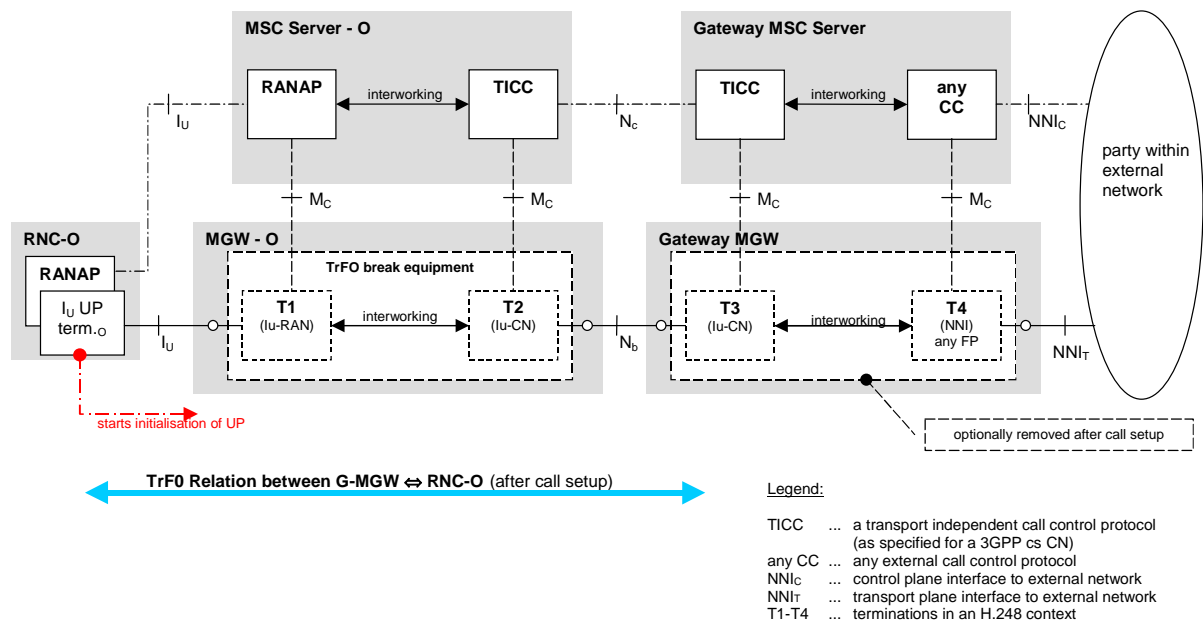 MSC Server - O
Gateway MSC Server
RANAP
interworking
TICC
TICC
interworking
any
CC
IU
Nc
NNIC
party within
external
network
MC
MC
MC
MC
RNC-O
MGW - O
Gateway MGW
RANAP
IU UP
term.O
TrFO break equipment
T1
(Iu-RAN)
interworking
T2
(Iu-CN)
T3
(Iu-CN)
interworking
T4
(NNI)
any FP
IU
Nb
NNIT
starts initialisation of UP
optionally removed after call setup
TrF0 Relation between G-MGW ⇔ RNC-O (after call setup)
Legend:
TICC ... a transport independent call control protocol
(as specified for a 3GPP cs CN)
any CC ... any external call control protocol
NNIC ... control plane interface to external network
NNIT ... transport plane interface to external network
T1-T4 ... terminations in an H.248 context